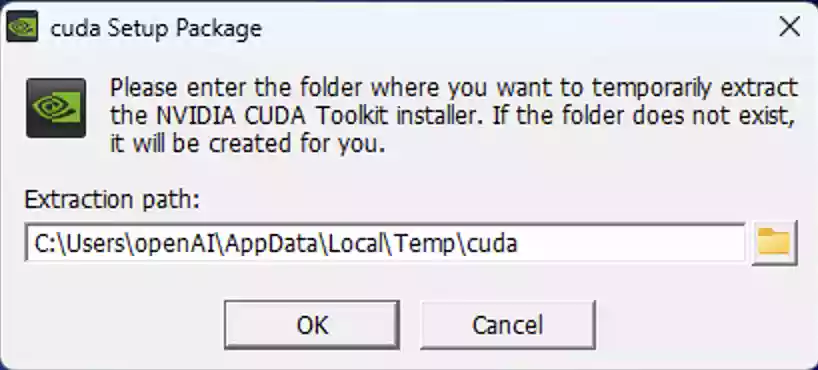 cuda Setup Package
Please enter the folder where you want to temporarily extract
the NVIDIA CUDA Toolkit installer. If the folder does not exist,
it will be created for you.
Extraction path:
C:\Users\openAI\AppData\Local\Temp\cuda
OK
Cancel